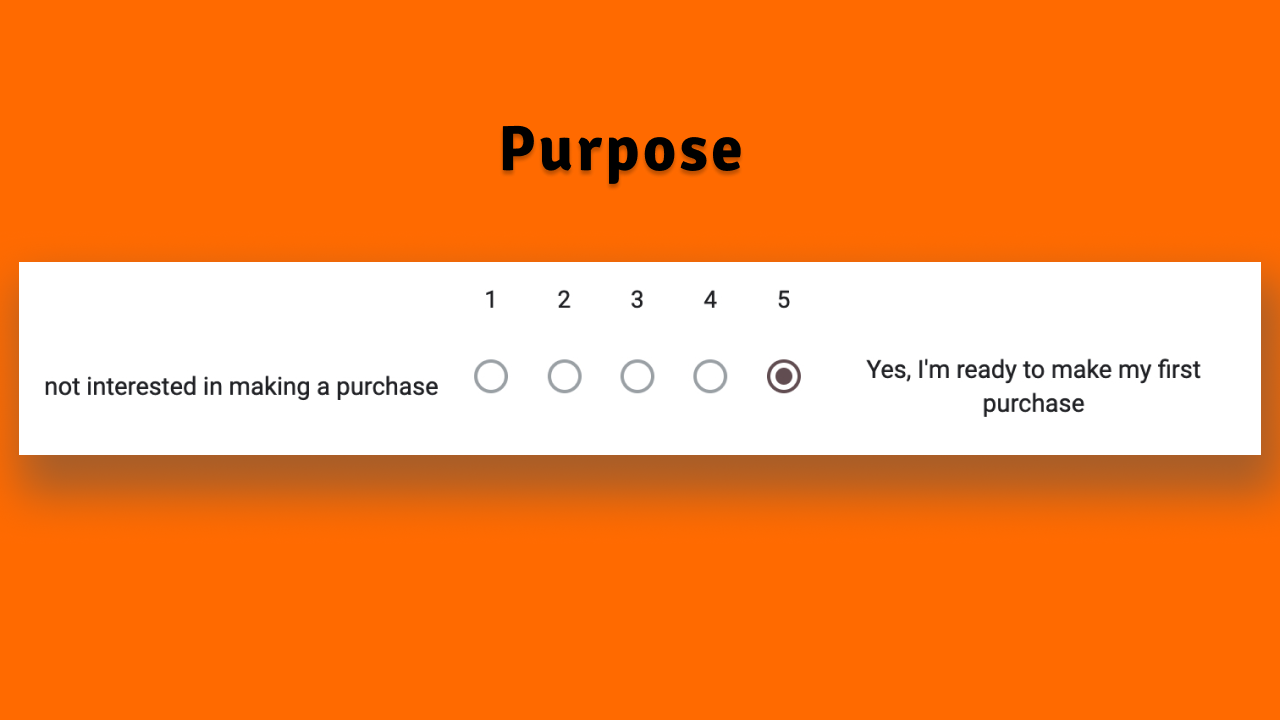 Purpose
1 2 3 4 5
not interested in making a purchase
Yes, I'm ready to make my first
purchase